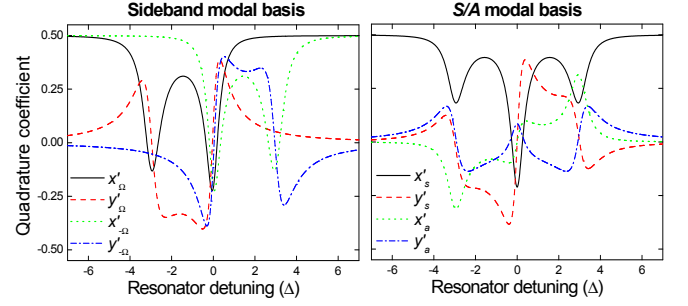 Sideband modal basis
S/A modal basis
Quadrature coefficient
0.50
0.25
0.00
-0.25
-0.50
x'Ω
y'Ω
x'-Ω
y'-Ω
-6 -4 -2 0 2 4 6
Resonator detuning (Δ)
x's
y's
x'a
y'a
-6 -4 -2 0 2 4 6
Resonator detuning (Δ)